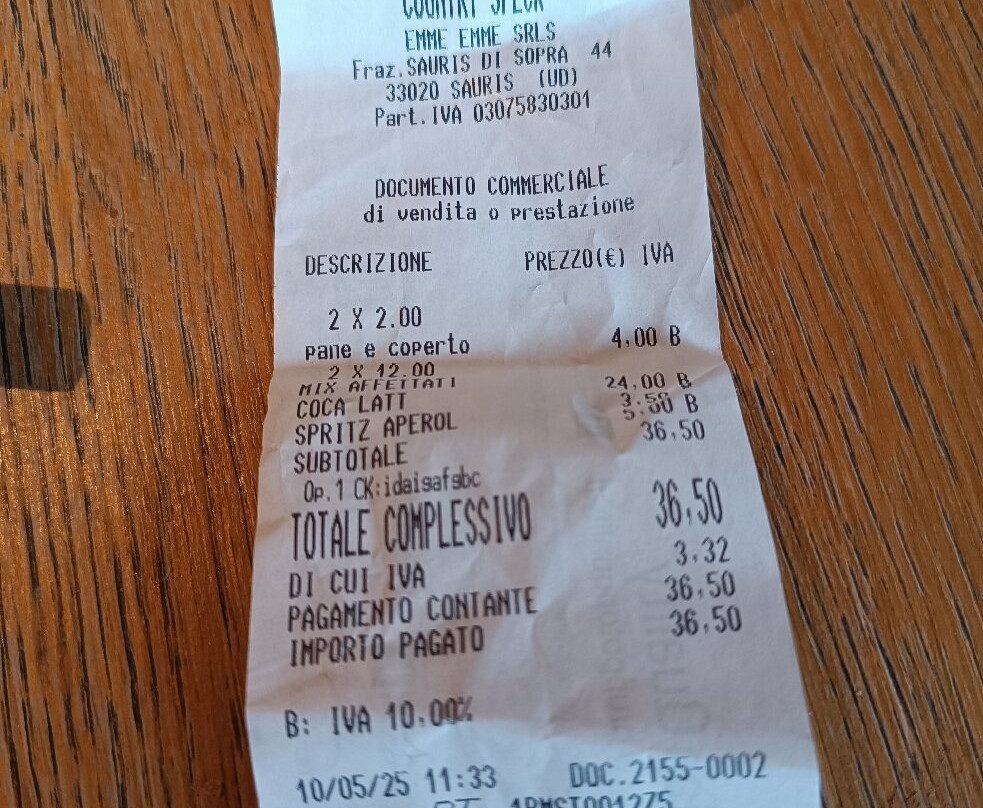 COUNTRY SPECK
EMME EMME SRLS
Fraz.SAURIS DI SOPRA 44
33020 SAURIS (UD)
Part.IVA 03075830301
DOCUMENTO COMMERCIALE
di vendita o prestazione
DESCRIZIONE PREZZO(€) IVA
2 X 2.00
pane e coperto 4,00 B
2 X 12.00
MIX AFFETTATI 24,00 B
COCA LATT 3,50
SPRITZ APEROL 5,00 B
SUBTOTALE 36,50
Op.1 CK:idaisafsbc
TOTALE COMPLESSIVO 36,50
DI CUI IVA 3,32
PAGAMENTO CONTANTE 36,50
IMPORTO PAGATO 36,50
B: IVA 10,00%
10/05/25 11:33 DOC.2155-0002